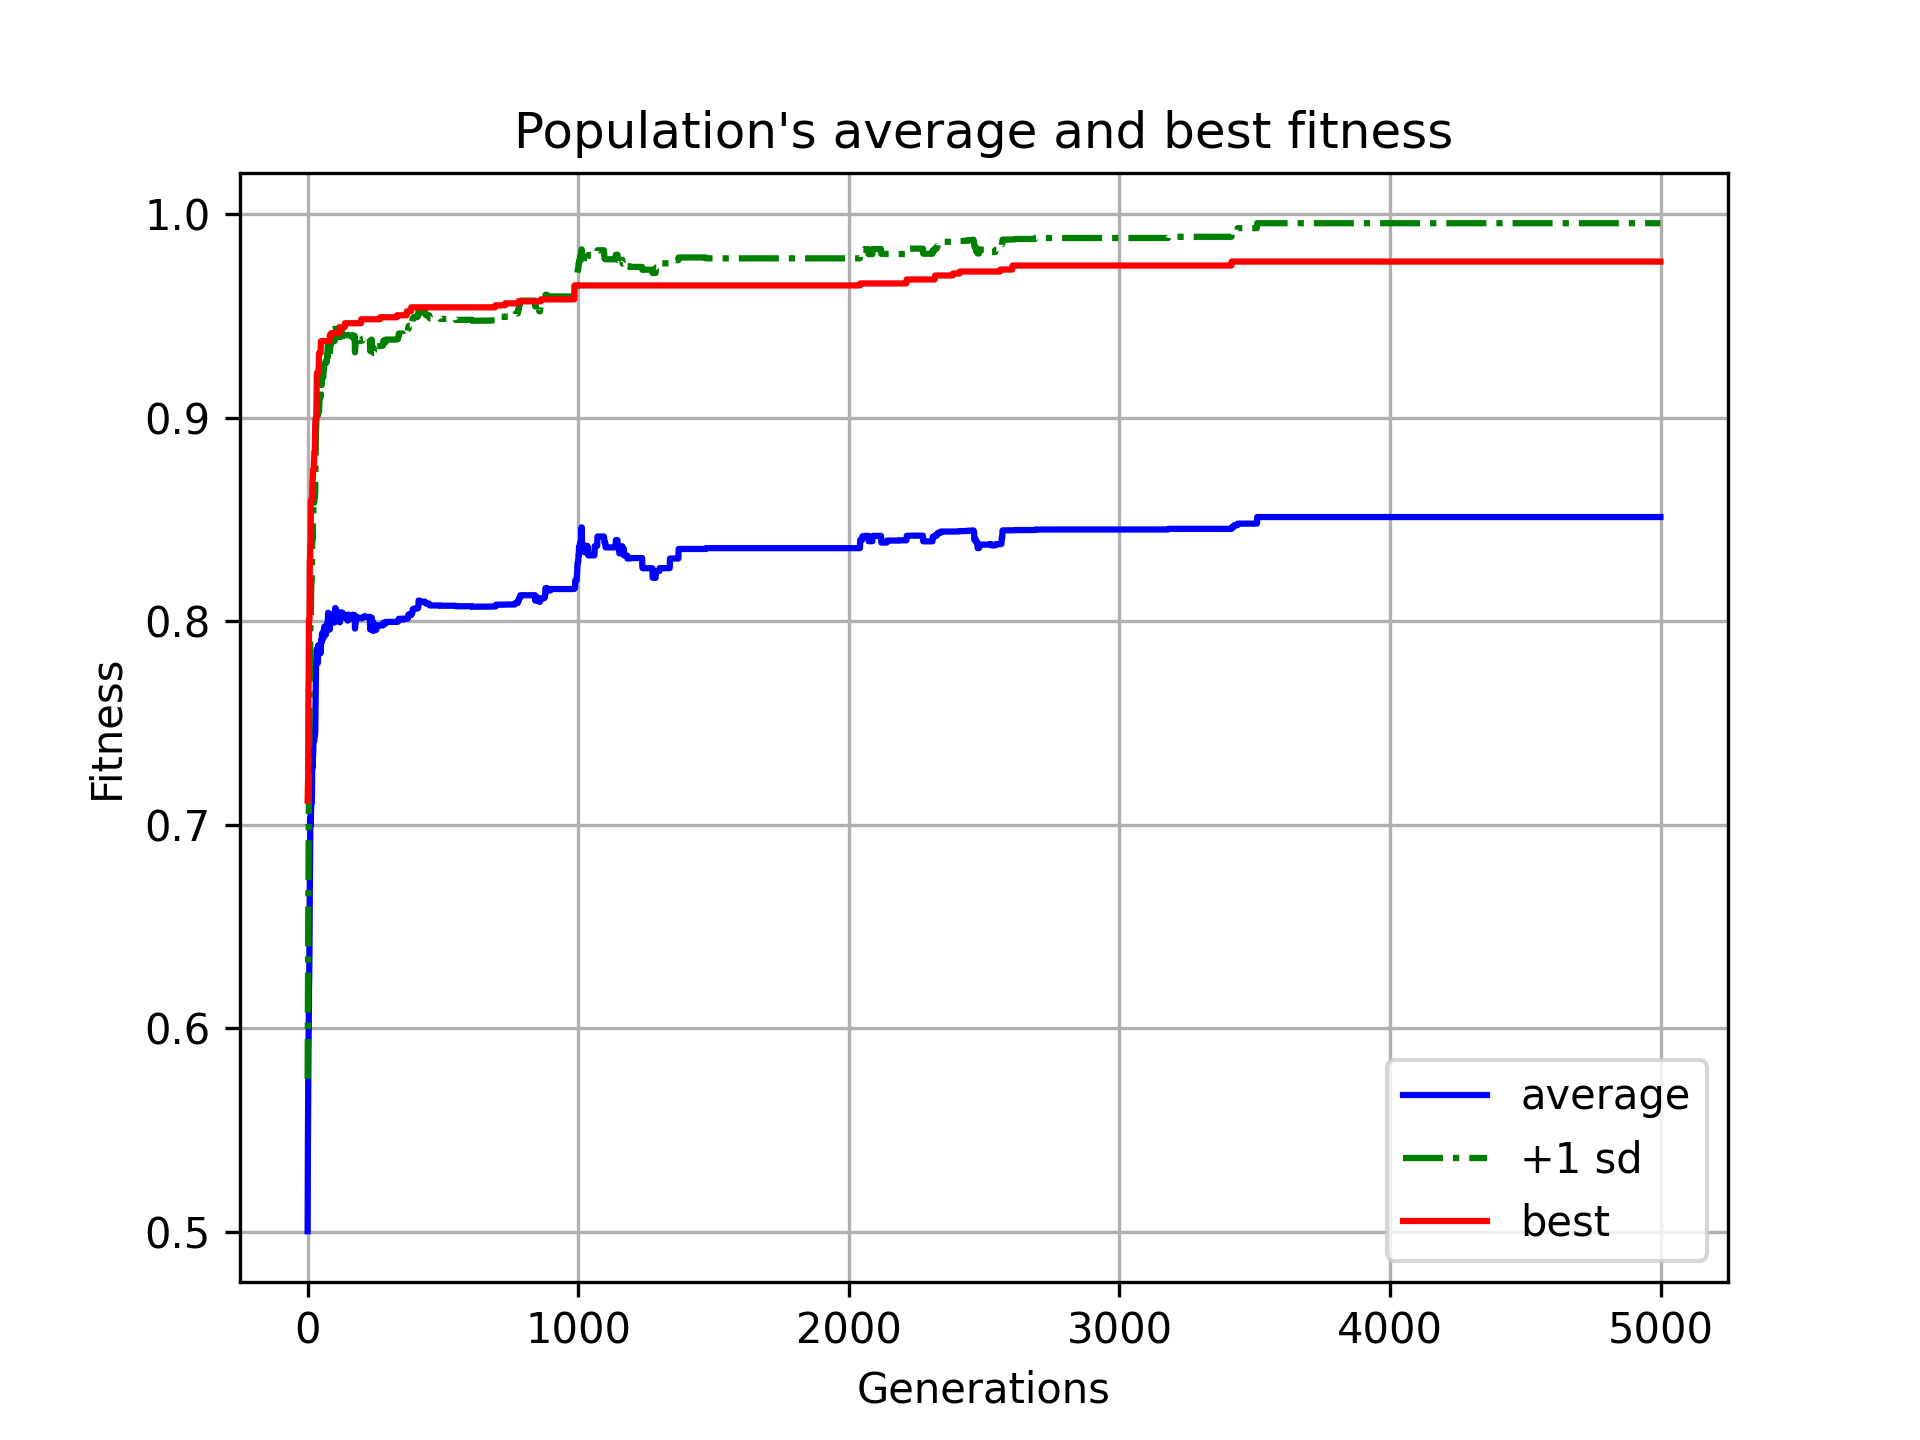 Population's average and best fitness
1.0
0.9
0.8
0.7
0.6
0.5
Fitness
0 1000 2000 3000 4000 5000
Generations
average
+1 sd
best